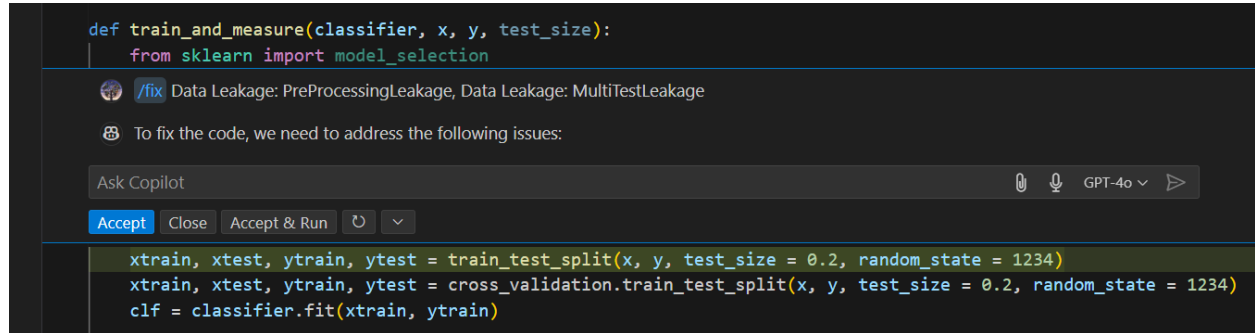 def train_and_measure(classifier, x, y, test_size):
from sklearn import model_selection
/fix Data Leakage: PreProcessingLeakage, Data Leakage: MultiTestLeakage
To fix the code, we need to address the following issues:
Ask Copilot GPT-4o
Accept Close Accept & Run
xtrain, xtest, ytrain, ytest = train_test_split(x, y, test_size = 0.2, random_state = 1234)
xtrain, xtest, ytrain, ytest = cross_validation.train_test_split(x, y, test_size = 0.2, random_state = 1234)
clf = classifier.fit(xtrain, ytrain)